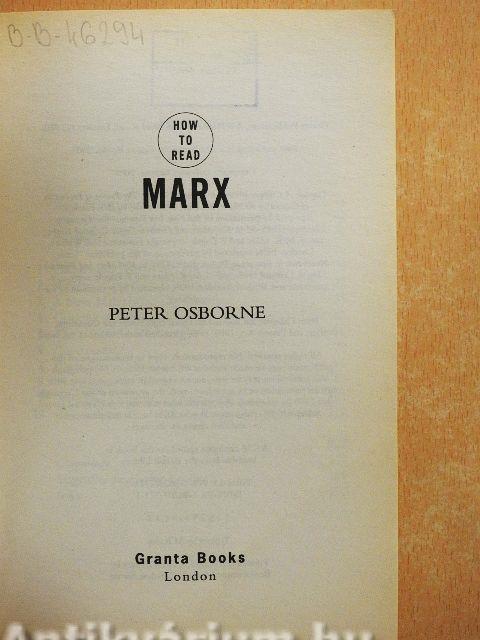 B-B-46294
HOW
TO
READ
MARX
PETER OSBORNE
Granta Books
London
Antikvárium.hu